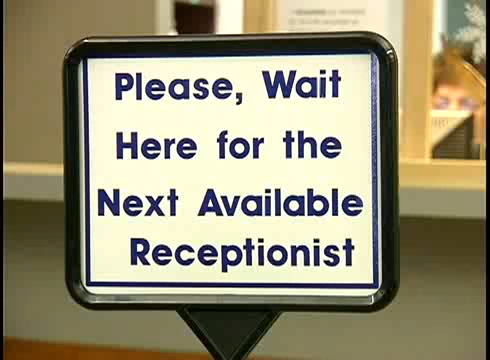 Please, Wait
Here for the
Next Available
Receptionist